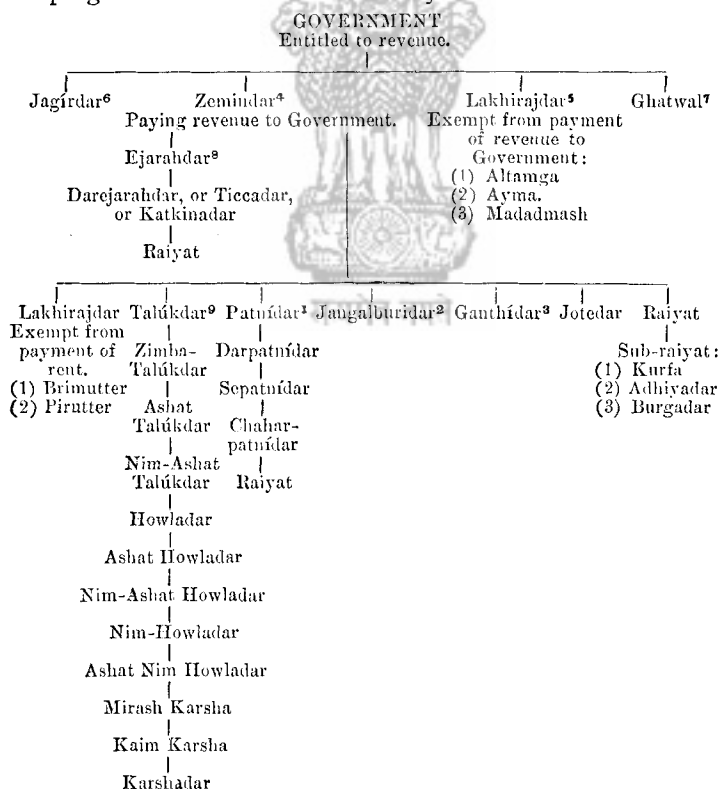 GOVERNMENT
Entitled to revenue.
Jagírdar⁶ Zemindar⁴ Lakhirajdar⁵ Ghatwal⁷
Paying revenue to Government. Exempt from payment
of revenue to
Ejarahdar⁸ Government:
(1) Altamga
Darejarahdar, or Ticcadar, (2) Ayma.
or Katkinadar (3) Madadmash
Raiyat
सत्यमेव जयते
Lakhirajdar Talúkdar⁹ Patnídar¹ Jangalburidar² Ganthídar³ Jotedar Raiyat
Exempt from
payment of Zimba- Darpatnídar Sub-raiyat:
rent. Talúkdar (1) Kurfa
(1) Brimutter Sepatnídar (2) Adhiyadar
(2) Pirutter Ashat (3) Burgadar
Talúkdar Chahar-
patnídar
Nim-Ashat
Talúkdar Raiyat
Howladar
Ashat Howladar
Nim-Ashat Howladar
Nim-Howladar
Ashat Nim Howladar
Mirash Karsha
Kaim Karsha
Karshadar